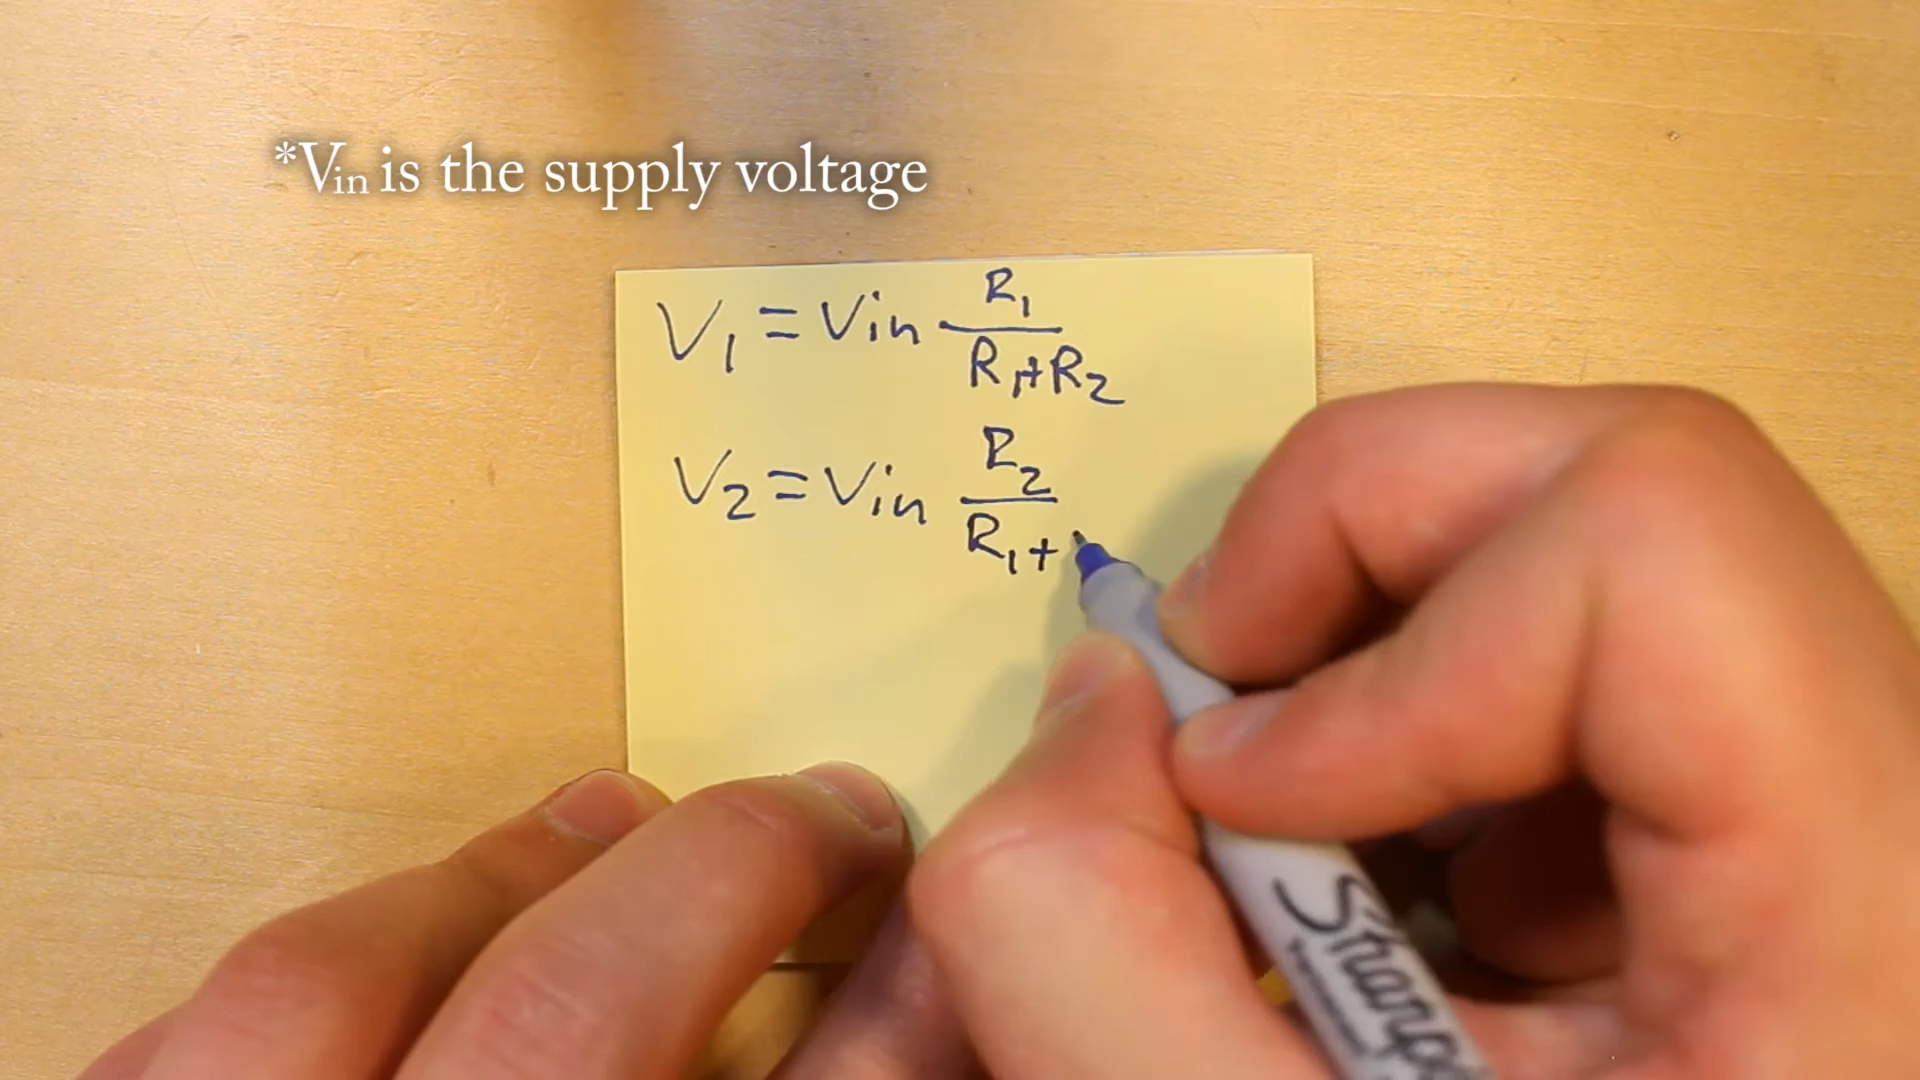 *Vin is the supply voltage
V1 = Vin R1/R1+R2
V2 = Vin R2/R1+
Sharpie